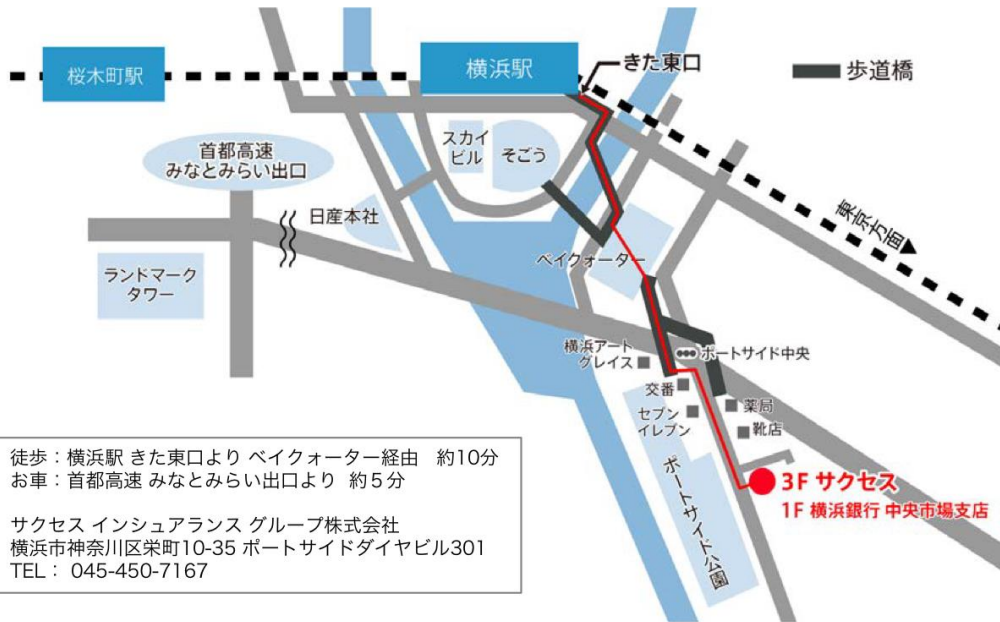 桜木町駅
横浜駅
きた東口
歩道橋
首都高速
みなとみらい出口
スカイ
ビル
そごう
日産本社
東京方面
ランドマーク
タワー
ベイクォーター
横浜アート
グレイス
ポートサイド中央
交番
セブン
イレブン
薬局
靴店
ポートサイド公園
3F サクセス
1F 横浜銀行 中央市場支店
徒歩：横浜駅 きた東口より ベイクォーター経由　約10分
お車：首都高速 みなとみらい出口より 約５分
サクセス インシュアランス グループ株式会社
横浜市神奈川区栄町10-35 ポートサイドダイヤビル301
TEL： 045-450-7167